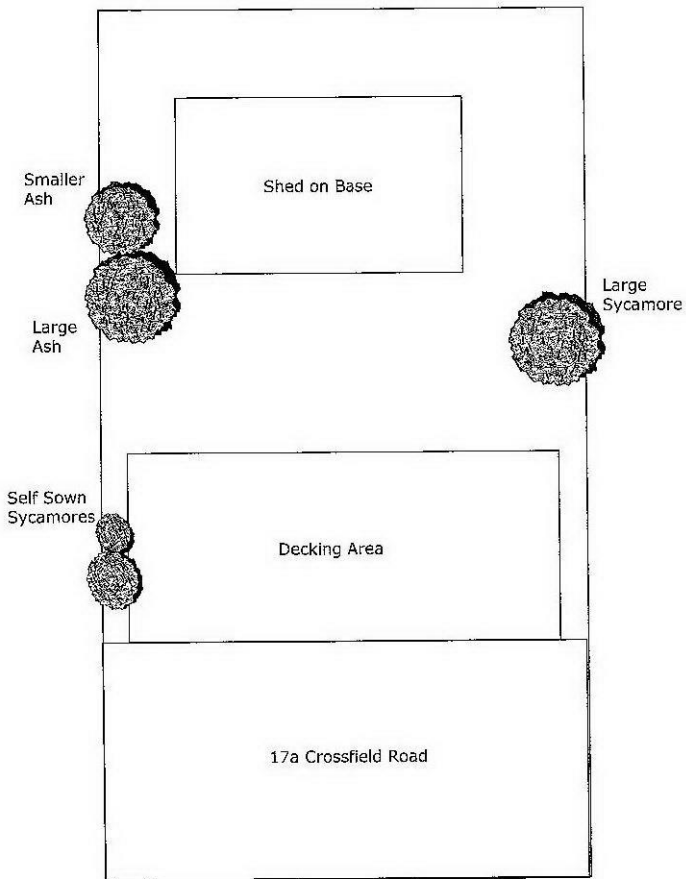 Shed on Base
Smaller
Ash
Large
Sycamore
Large
Ash
Self Sown
Sycamores
Decking Area
17a Crossfield Road